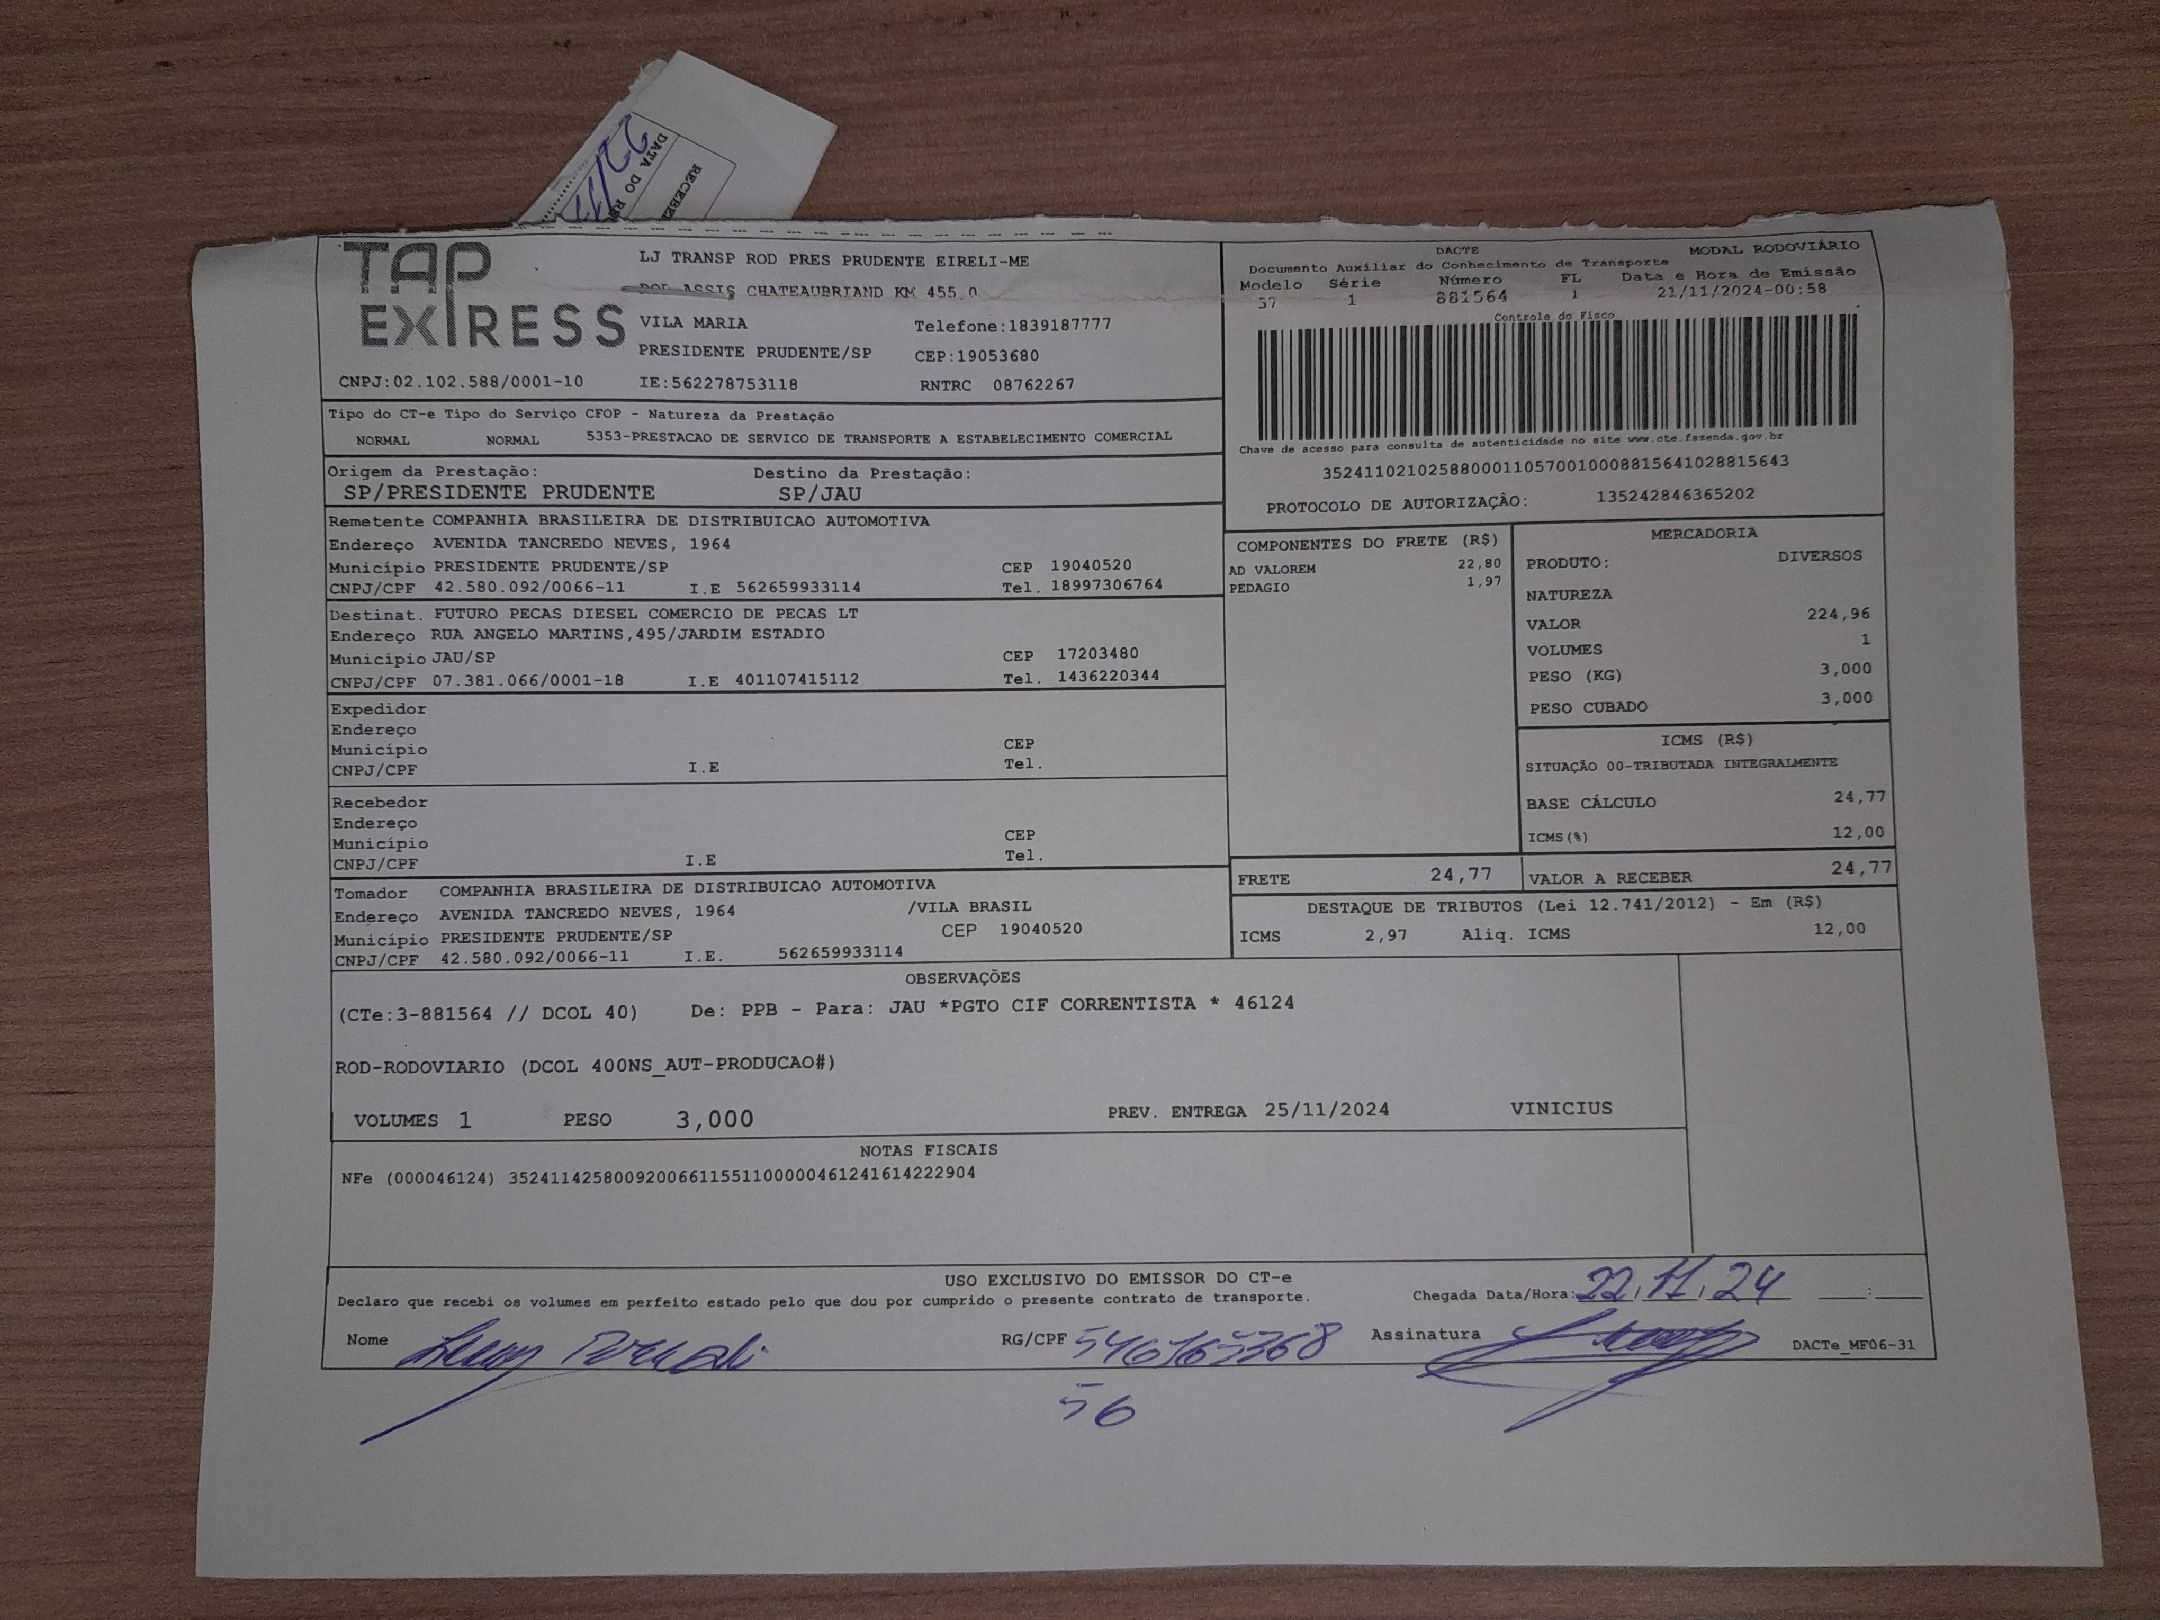 DATA DO RE
RECEBE
TAP
EXPRESS
LJ TRANSP ROD PRES PRUDENTE EIRELI-ME
ROD ASSIS CHATEAUBRIAND KM 455,0
VILA MARIA Telefone:1839187777
PRESIDENTE PRUDENTE/SP CEP:19053680
CNPJ:02.102.588/0001-10 IE:562278753118 RNTRC 08762267
DACTE MODAL RODOVIÁRIO
Documento Auxiliar do Conhecimento de Transporte
Modelo Série Número FL Data e Hora de Emissão
57 1 881564 1 21/11/2024-00:58
Controle do Fisco
Chave de acesso para consulta de autenticidade no site www.cte.fazenda.gov.br
35241102102588000110570010008815641028815643
PROTOCOLO DE AUTORIZAÇÃO: 135242846365202
Tipo do CT-e Tipo do Serviço CFOP - Natureza da Prestação
NORMAL NORMAL 5353-PRESTACAO DE SERVICO DE TRANSPORTE A ESTABELECIMENTO COMERCIAL
Origem da Prestação: Destino da Prestação:
SP/PRESIDENTE PRUDENTE SP/JAU
Remetente COMPANHIA BRASILEIRA DE DISTRIBUICAO AUTOMOTIVA
Endereço AVENIDA TANCREDO NEVES, 1964
Município PRESIDENTE PRUDENTE/SP CEP 19040520
CNPJ/CPF 42.580.092/0066-11 I.E 562659933114 Tel. 18997306764
Destinat. FUTURO PECAS DIESEL COMERCIO DE PECAS LT
Endereço RUA ANGELO MARTINS,495/JARDIM ESTADIO
Município JAU/SP CEP 17203480
CNPJ/CPF 07.381.066/0001-18 I.E 401107415112 Tel. 1436220344
Expedidor
Endereço
Município CEP
CNPJ/CPF I.E Tel.
Recebedor
Endereço
Município CEP
CNPJ/CPF I.E Tel.
Tomador COMPANHIA BRASILEIRA DE DISTRIBUICAO AUTOMOTIVA
Endereço AVENIDA TANCREDO NEVES, 1964 /VILA BRASIL
Município PRESIDENTE PRUDENTE/SP CEP 19040520
CNPJ/CPF 42.580.092/0066-11 I.E. 562659933114
COMPONENTES DO FRETE (R$)
AD VALOREM 22,80
PEDAGIO 1,97
MERCADORIA
PRODUTO: DIVERSOS
NATUREZA
VALOR 224,96
VOLUMES 1
PESO (KG) 3,000
PESO CUBADO 3,000
ICMS (R$)
SITUAÇÃO 00-TRIBUTADA INTEGRALMENTE
BASE CÁLCULO 24,77
ICMS(%) 12,00
FRETE 24,77 VALOR A RECEBER 24,77
DESTAQUE DE TRIBUTOS (Lei 12.741/2012) - Em (R$)
ICMS 2,97 Aliq. ICMS 12,00
OBSERVAÇÕES
(CTe:3-881564 // DCOL 40) De: PPB - Para: JAU *PGTO CIF CORRENTISTA * 46124
ROD-RODOVIARIO (DCOL 400NS_AUT-PRODUCAO#)
VOLUMES 1 PESO 3,000 PREV. ENTREGA 25/11/2024 VINICIUS
NOTAS FISCAIS
NFe (000046124) 35241142580092006611551100000461241614222904
USO EXCLUSIVO DO EMISSOR DO CT-e
Declaro que recebi os volumes em perfeito estado pelo que dou por cumprido o presente contrato de transporte.
Chegada Data/Hora: 22/11/24 __:__
Nome RG/CPF Assinatura DACTe_MF06-31
56